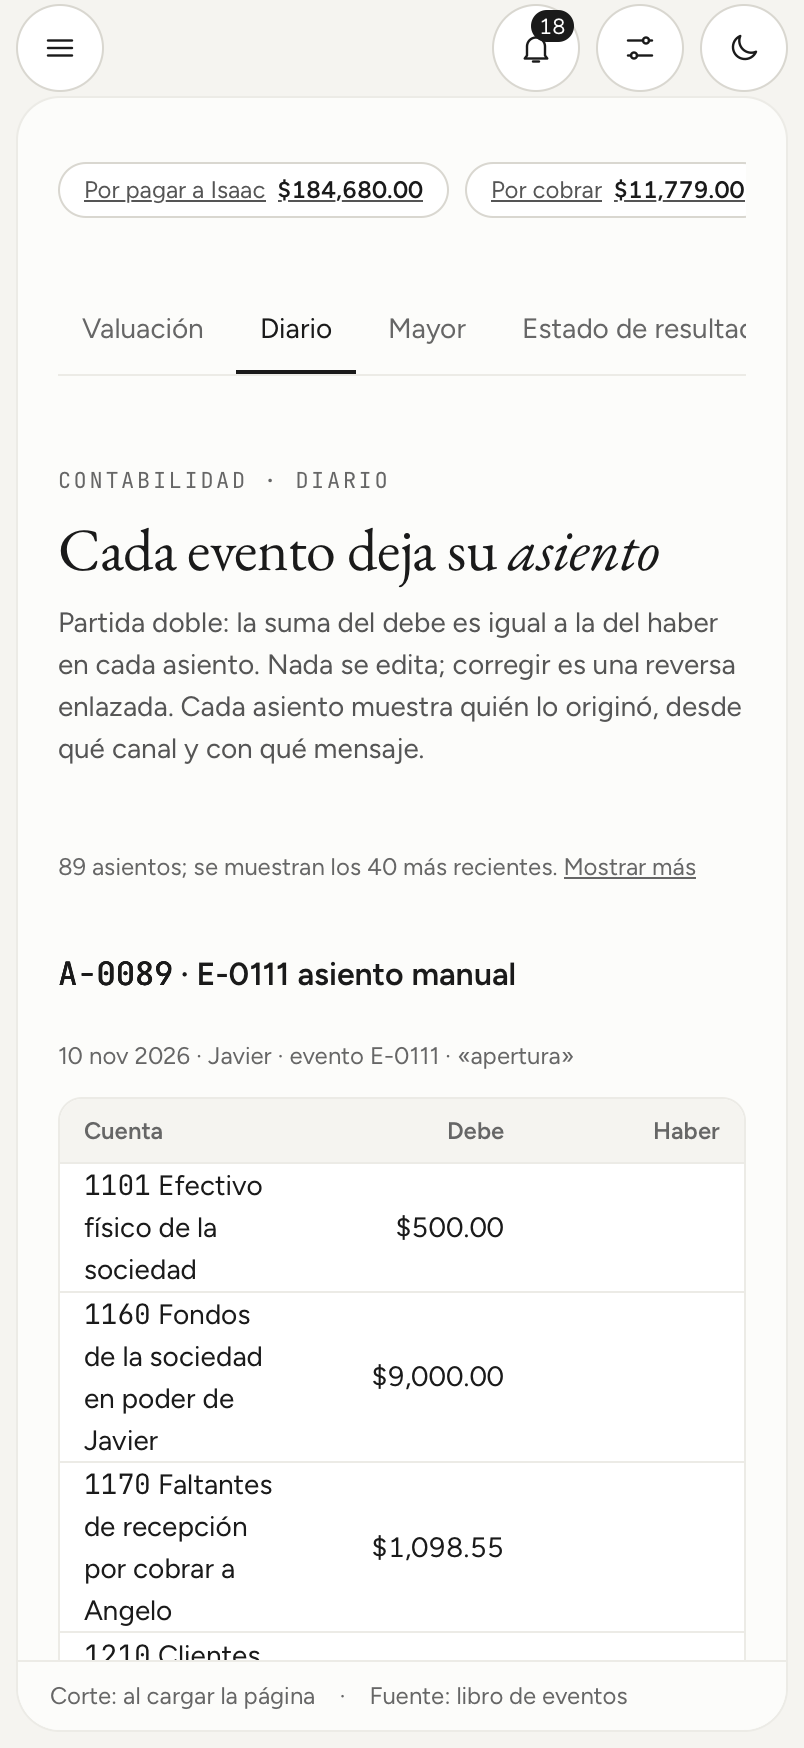 18
Por pagar a Isaac $184,680.00 Por cobrar $11,779.00
Valuación Diario Mayor Estado de resultad
CONTABILIDAD · DIARIO
Cada evento deja su asiento
Partida doble: la suma del debe es igual a la del haber
en cada asiento. Nada se edita; corregir es una reversa
enlazada. Cada asiento muestra quién lo originó, desde
qué canal y con qué mensaje.
89 asientos; se muestran los 40 más recientes. Mostrar más
A-0089 · E-0111 asiento manual
10 nov 2026 · Javier · evento E-0111 · «apertura»
Cuenta Debe Haber
1101 Efectivo
físico de la
sociedad
$500.00
1160 Fondos
de la sociedad
en poder de
Javier
$9,000.00
1170 Faltantes
de recepción
por cobrar a
Angelo
$1,098.55
1210 Clientes
Corte: al cargar la página · Fuente: libro de eventos